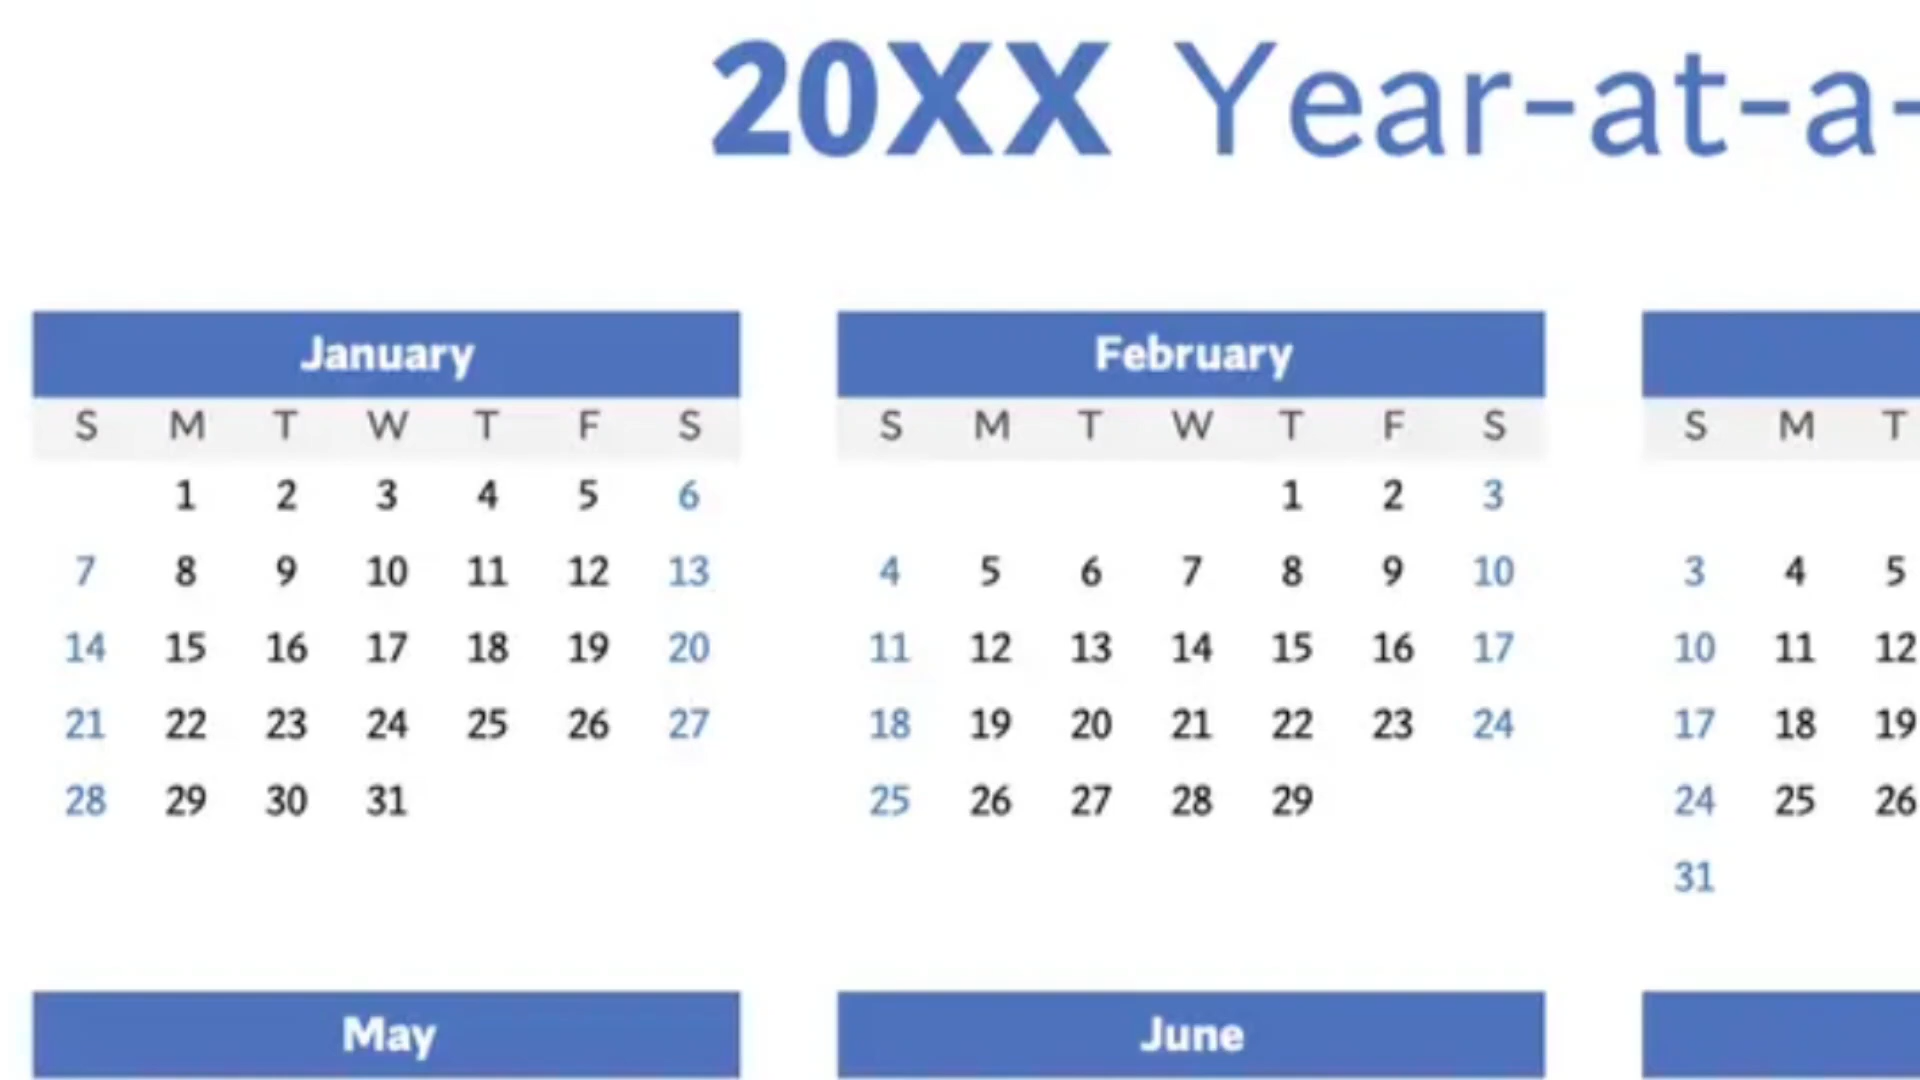 20XX Year-at-a-
January
S M T W T F S
1 2 3 4 5 6
7 8 9 10 11 12 13
14 15 16 17 18 19 20
21 22 23 24 25 26 27
28 29 30 31
February
S M T W T F S
1 2 3
4 5 6 7 8 9 10
11 12 13 14 15 16 17
18 19 20 21 22 23 24
25 26 27 28 29
S M T
3 4 5
10 11 12
17 18 19
24 25 26
31
May
June